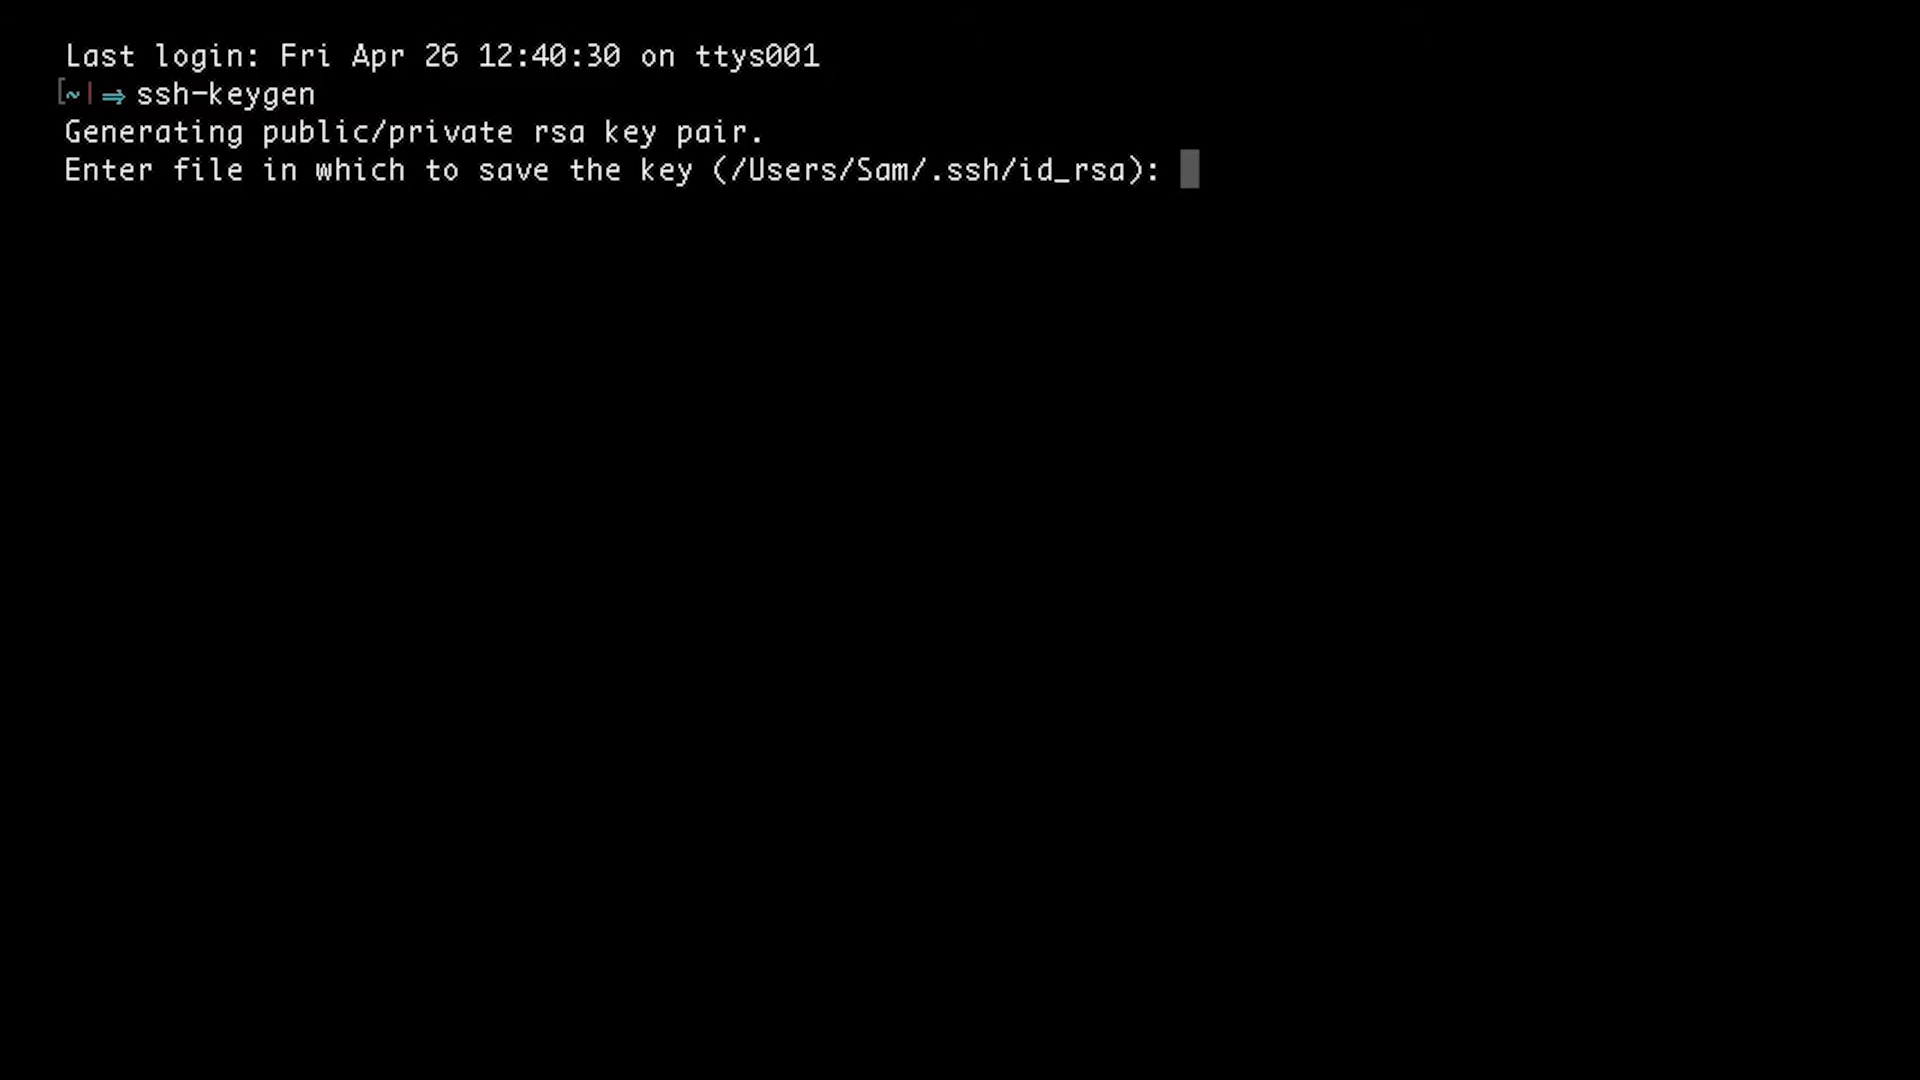 Last login: Fri Apr 26 12:40:30 on ttys001
[~|⇒ ssh-keygen
Generating public/private rsa key pair.
Enter file in which to save the key (/Users/Sam/.ssh/id_rsa):